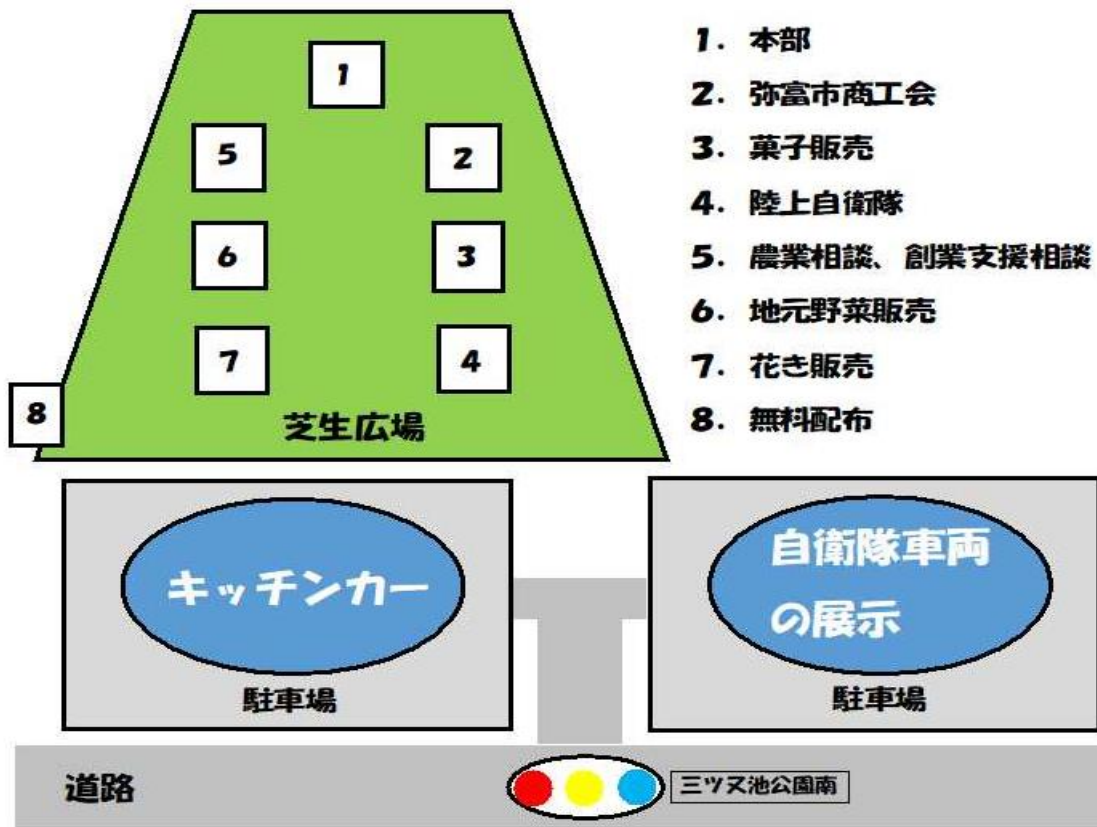 1
5
2
6
3
7
4
8
芝生広場
1. 本部
2. 弥富市商工会
3. 菓子販売
4. 陸上自衛隊
5. 農業相談、創業支援相談
6. 地元野菜販売
7. 花き販売
8. 無料配布
キッチンカー
駐車場
自衛隊車両
の展示
駐車場
道路
三ツ又池公園南